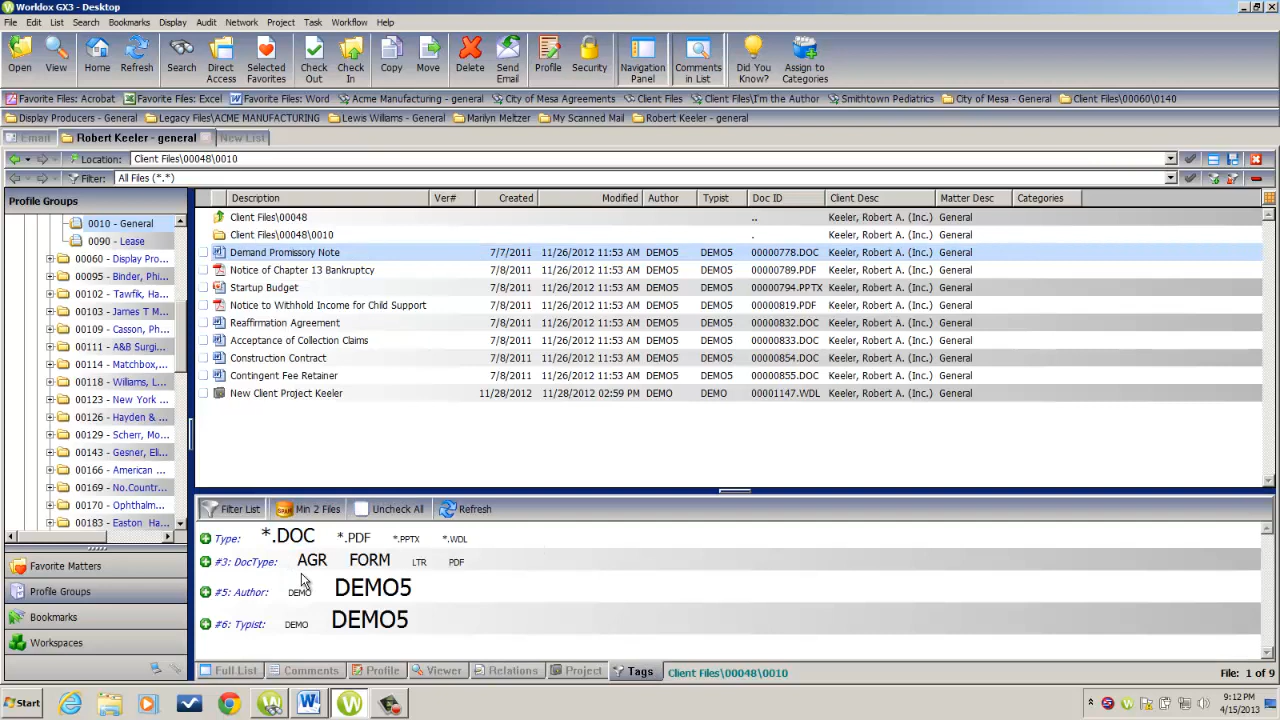 Worldox GX3 - Desktop
File Edit List Search Bookmarks Display Audit Network Project Task Workflow Help
Open View Home Refresh Search Direct Access Selected Favorites Check Out Check In Copy Move Delete Send Email Profile Security Navigation Panel Comments in List Did You Know? Assign to Categories
Favorite Files: Acrobat Favorite Files: Excel Favorite Files: Word Acme Manufacturing - general City of Mesa Agreements Client Files Client Files\I'm the Author Smithtown Pediatrics City of Mesa - General Client Files\00060\0140
Display Producers - General Legacy Files\ACME MANUFACTURING Lewis Williams - General Marilyn Meltzer My Scanned Mail Robert Keeler - general
Email Robert Keeler - general New List
Location: Client Files\00048\0010
Filter: All Files (*.*)
Profile Groups
0010 - General
0090 - Lease
00060 - Display Pro...
00095 - Binder, Phi...
00102 - Tawfik, Ha...
00103 - James T M...
00109 - Casson, Ph...
00111 - A&B Surgi...
00114 - Matchbox,...
00118 - Wiliams, L...
00123 - New York ...
00126 - Hayden & ...
00129 - Scherr, Mo...
00143 - Gesner, Eli...
00166 - American ...
00169 - No.Country...
00170 - Ophthalm...
00183 - Easton Ha...
Favorite Matters
Profile Groups
Bookmarks
Workspaces
Description Ver# Created Modified Author Typist Doc ID Client Desc Matter Desc Categories
Client Files\00048 .. Keeler, Robert A. (Inc.) General
Client Files\00048\0010 . Keeler, Robert A. (Inc.) General
Demand Promissory Note 7/7/2011 11/26/2012 11:53 AM DEMO5 DEMO5 00000778.DOC Keeler, Robert A. (Inc.) General
Notice of Chapter 13 Bankruptcy 7/8/2011 11/26/2012 11:53 AM DEMO5 DEMO5 00000789.PDF Keeler, Robert A. (Inc.) General
Startup Budget 7/8/2011 11/26/2012 11:53 AM DEMO5 DEMO5 00000794.PPTX Keeler, Robert A. (Inc.) General
Notice to Withhold Income for Child Support 7/8/2011 11/26/2012 11:53 AM DEMO5 DEMO5 00000819.PDF Keeler, Robert A. (Inc.) General
Reaffirmation Agreement 7/8/2011 11/26/2012 11:53 AM DEMO5 DEMO5 00000832.DOC Keeler, Robert A. (Inc.) General
Acceptance of Collection Claims 7/8/2011 11/26/2012 11:53 AM DEMO5 DEMO5 00000833.DOC Keeler, Robert A. (Inc.) General
Construction Contract 7/8/2011 11/26/2012 11:53 AM DEMO5 DEMO5 00000854.DOC Keeler, Robert A. (Inc.) General
Contingent Fee Retainer 7/8/2011 11/26/2012 11:53 AM DEMO5 DEMO5 00000855.DOC Keeler, Robert A. (Inc.) General
New Client Project Keeler 11/28/2012 11/28/2012 02:59 PM DEMO DEMO 00001147.WDL Keeler, Robert A. (Inc.) General
Filter List Min 2 Files Uncheck All Refresh
Type: *.DOC *.PDF *.PPTX *.WDL
#3: DocType: AGR FORM LTR PDF
#5: Author: DEMO DEMO5
#6: Typist: DEMO DEMO5
Full List Comments Profile Viewer Relations Project Tags Client Files\00048\0010 File: 1 of 9
Start 9:12 PM
4/15/2013